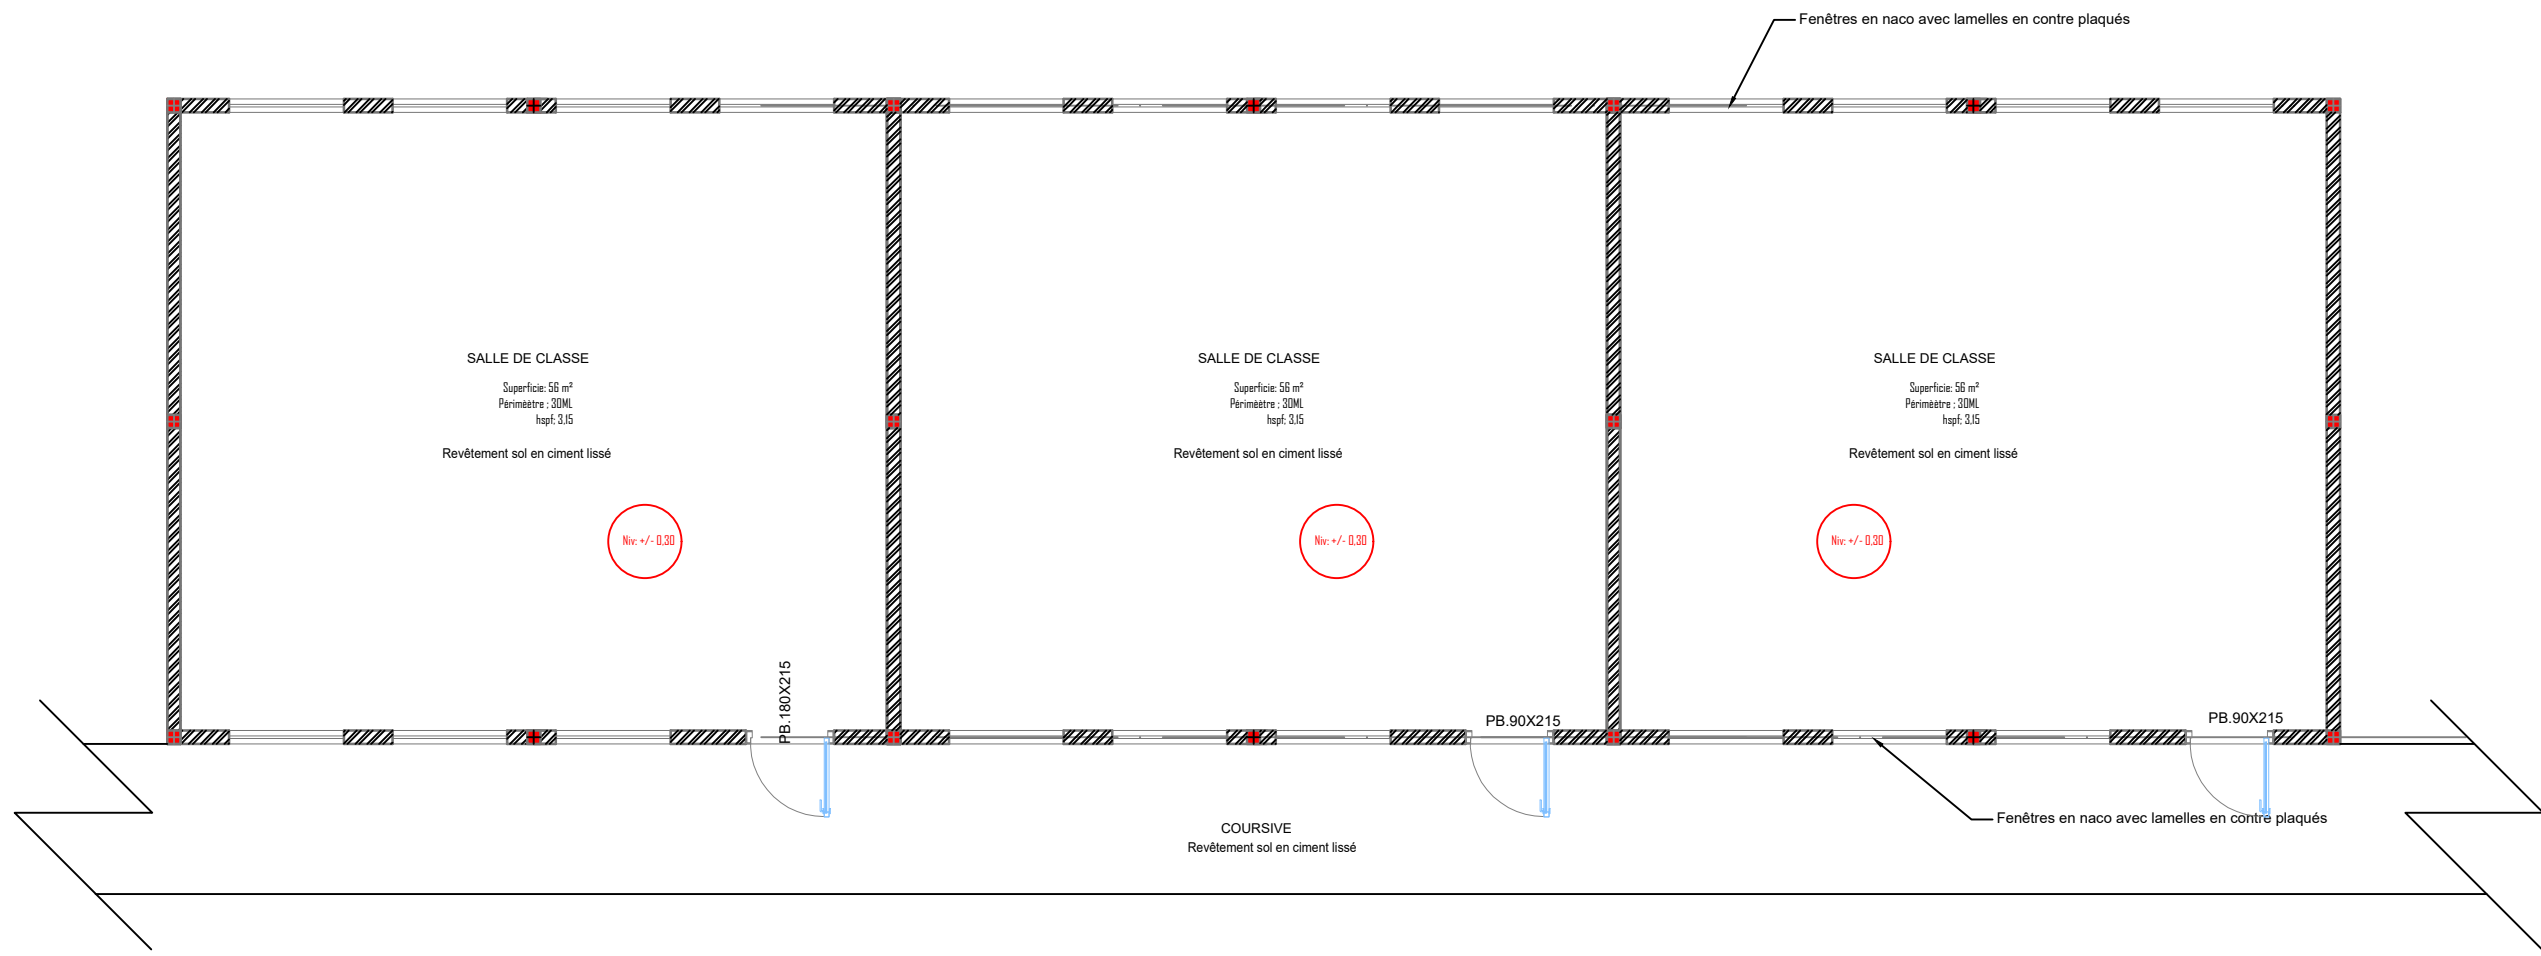 Fenêtres en naco avec lamelles en contre plaqués
SALLE DE CLASSE
Superficie: 56 m²
Périmèètre ; 30ML
hspf; 3,15
Revêtement sol en ciment lissé
Niv: +/- 0,30
SALLE DE CLASSE
Superficie: 56 m²
Périmèètre ; 30ML
hspf; 3,15
Revêtement sol en ciment lissé
Niv: +/- 0,30
SALLE DE CLASSE
Superficie: 56 m²
Périmèètre ; 30ML
hspf; 3,15
Revêtement sol en ciment lissé
Niv: +/- 0,30
PB.180X215
PB.90X215
PB.90X215
Fenêtres en naco avec lamelles en contre plaqués
COURSIVE
Revêtement sol en ciment lissé